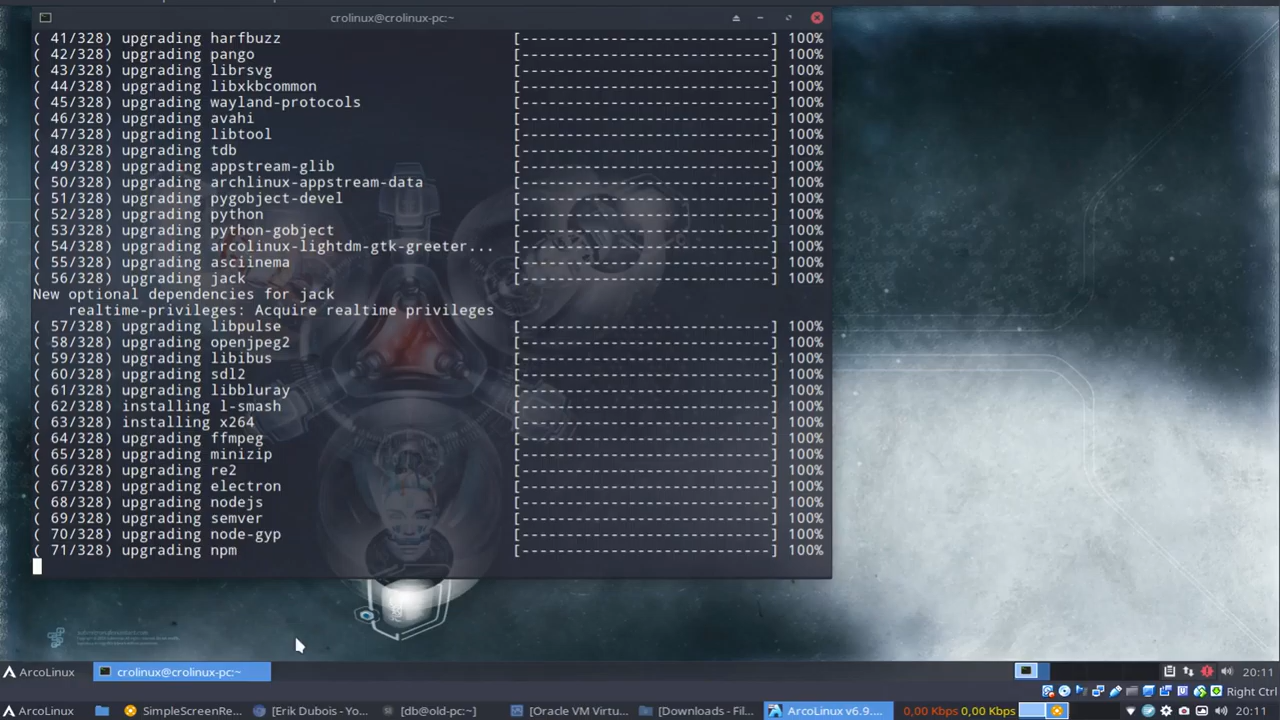 crolinux@crolinux-pc:~
( 41/328) upgrading harfbuzz [----------------------------] 100%
( 42/328) upgrading pango [----------------------------] 100%
( 43/328) upgrading librsvg [----------------------------] 100%
( 44/328) upgrading libxkbcommon [----------------------------] 100%
( 45/328) upgrading wayland-protocols [----------------------------] 100%
( 46/328) upgrading avahi [----------------------------] 100%
( 47/328) upgrading libtool [----------------------------] 100%
( 48/328) upgrading tdb [----------------------------] 100%
( 49/328) upgrading appstream-glib [----------------------------] 100%
( 50/328) upgrading archlinux-appstream-data [----------------------------] 100%
( 51/328) upgrading pygobject-devel [----------------------------] 100%
( 52/328) upgrading python [----------------------------] 100%
( 53/328) upgrading python-gobject [----------------------------] 100%
( 54/328) upgrading arcolinux-lightdm-gtk-greeter... [----------------------------] 100%
( 55/328) upgrading asciinema [----------------------------] 100%
( 56/328) upgrading jack [----------------------------] 100%
New optional dependencies for jack
realtime-privileges: Acquire realtime privileges
( 57/328) upgrading libpulse [----------------------------] 100%
( 58/328) upgrading openjpeg2 [----------------------------] 100%
( 59/328) upgrading libibus [----------------------------] 100%
( 60/328) upgrading sdl2 [----------------------------] 100%
( 61/328) upgrading libbluray [----------------------------] 100%
( 62/328) installing l-smash [----------------------------] 100%
( 63/328) installing x264 [----------------------------] 100%
( 64/328) upgrading ffmpeg [----------------------------] 100%
( 65/328) upgrading minizip [----------------------------] 100%
( 66/328) upgrading re2 [----------------------------] 100%
( 67/328) upgrading electron [----------------------------] 100%
( 68/328) upgrading nodejs [----------------------------] 100%
( 69/328) upgrading semver [----------------------------] 100%
( 70/328) upgrading node-gyp [----------------------------] 100%
( 71/328) upgrading npm [----------------------------] 100%
ArcoLinux crolinux@crolinux-pc:~ 20:11
Right Ctrl
ArcoLinux SimpleScreenRe... [Erik Dubois - Yo... [db@old-pc:~] [Oracle VM Virtu... [Downloads - Fil... ArcoLinux v6.9.... 0,00 Kbps 0,00 Kbps 20:11